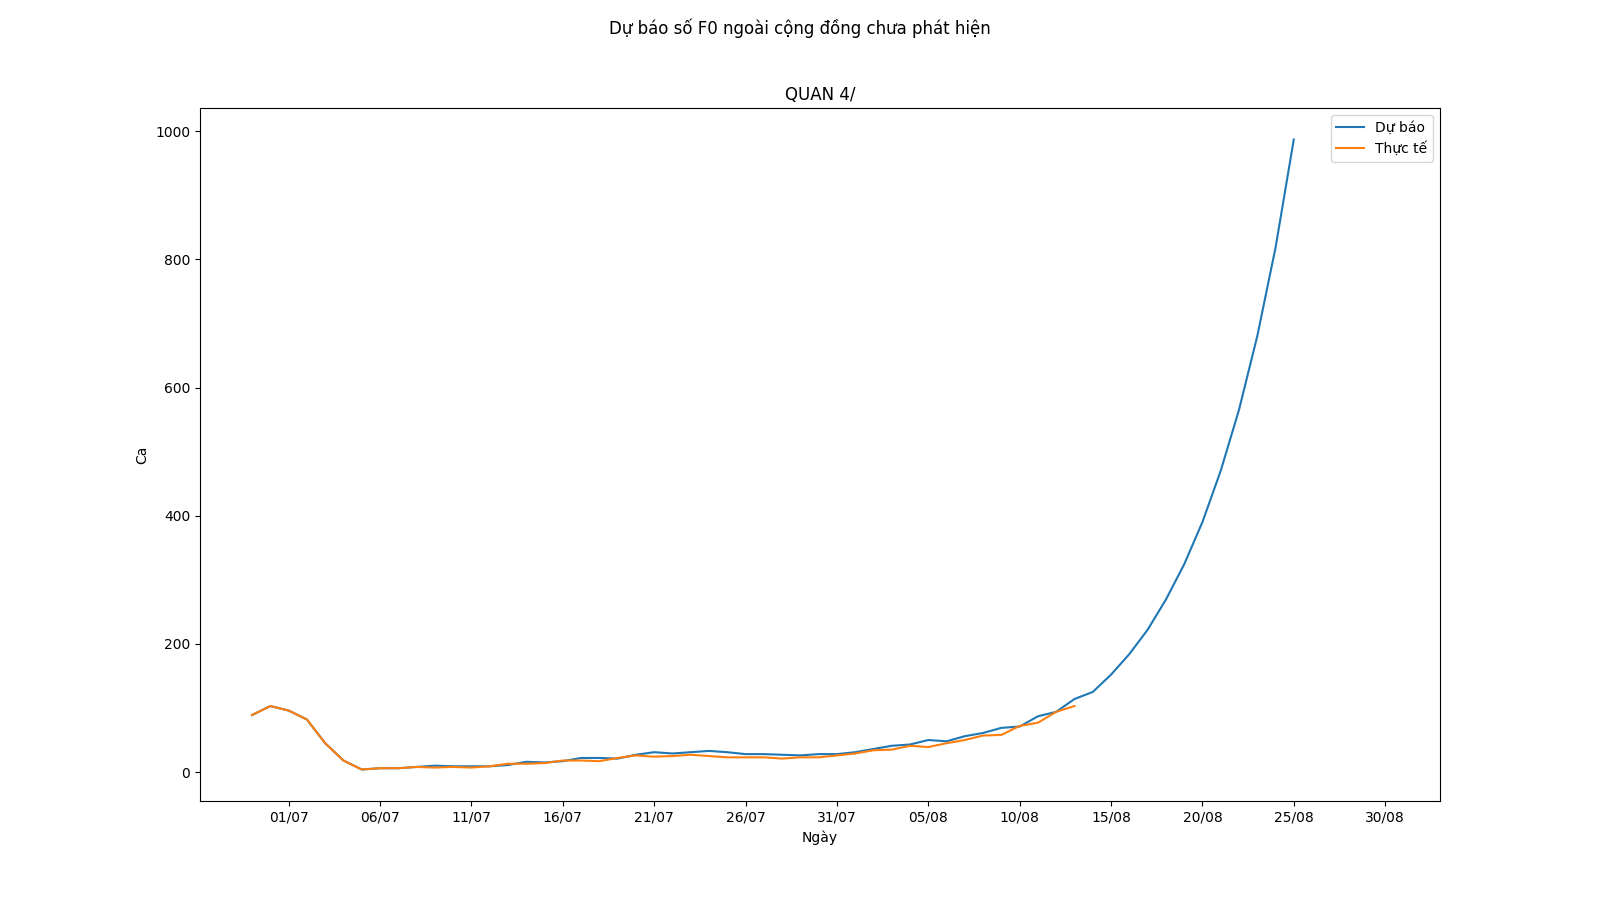 Dự báo số F0 ngoài cộng đồng chưa phát hiện
QUAN 4/
Dự báo
Thực tế
1000
800
600
400
200
0
Ca
01/07 06/07 11/07 16/07 21/07 26/07 31/07 05/08 10/08 15/08 20/08 25/08 30/08
Ngày